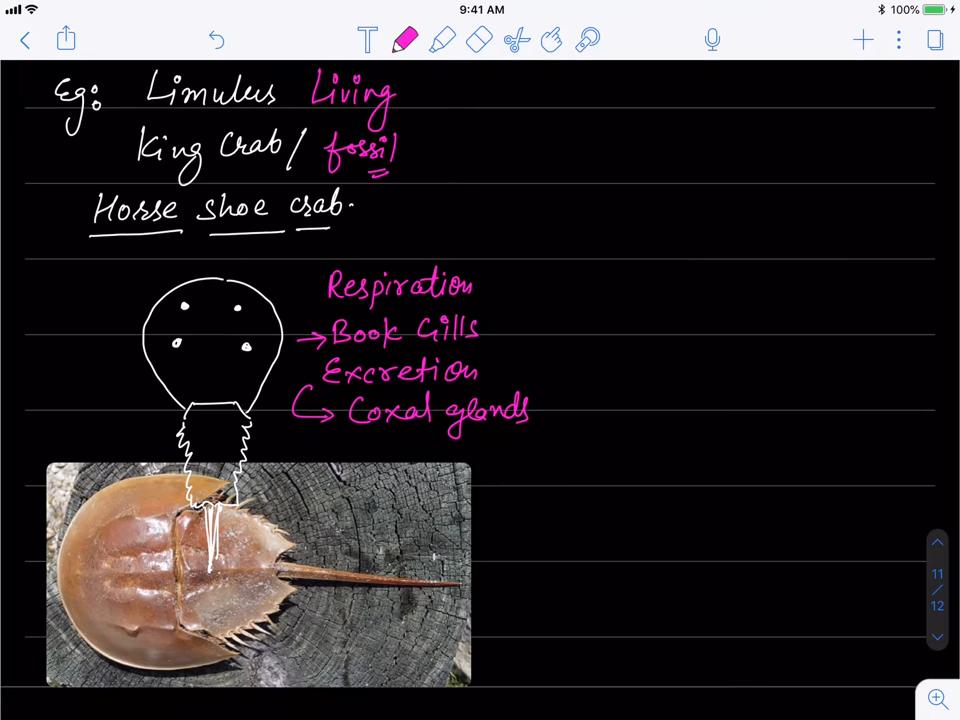 9:41 AM
100%
Eg: Limulus Living
King Crab/ fossil
Horse shoe crab.
Respiration
→ Book Gills
Excretion
↳ Coxal glands
11
/
12